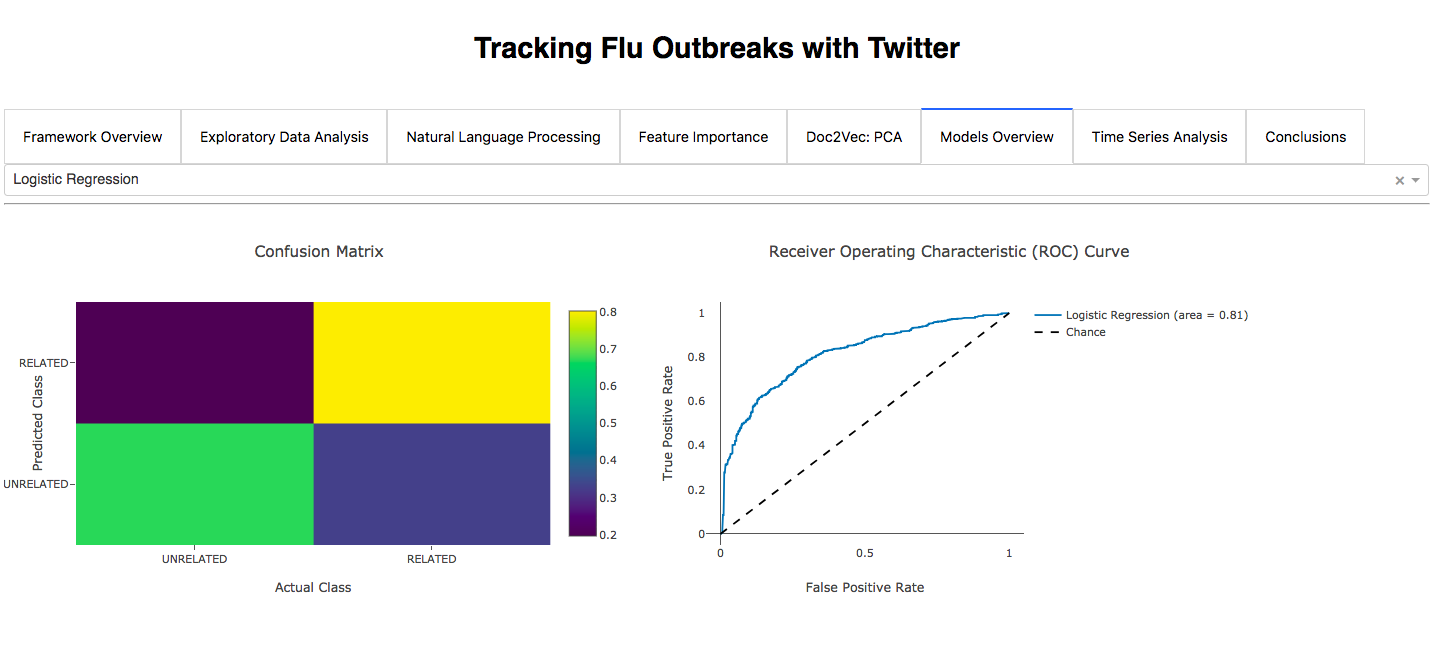 Tracking Flu Outbreaks with Twitter
Framework Overview
Exploratory Data Analysis
Natural Language Processing
Feature Importance
Doc2Vec: PCA
Models Overview
Time Series Analysis
Conclusions
Logistic Regression
Confusion Matrix
RELATED
UNRELATED
Predicted Class
UNRELATED
RELATED
Actual Class
0.8
0.7
0.6
0.5
0.4
0.3
0.2
Receiver Operating Characteristic (ROC) Curve
True Positive Rate
1
0.8
0.6
0.4
0.2
0
0
0.5
1
False Positive Rate
Logistic Regression (area = 0.81)
Chance